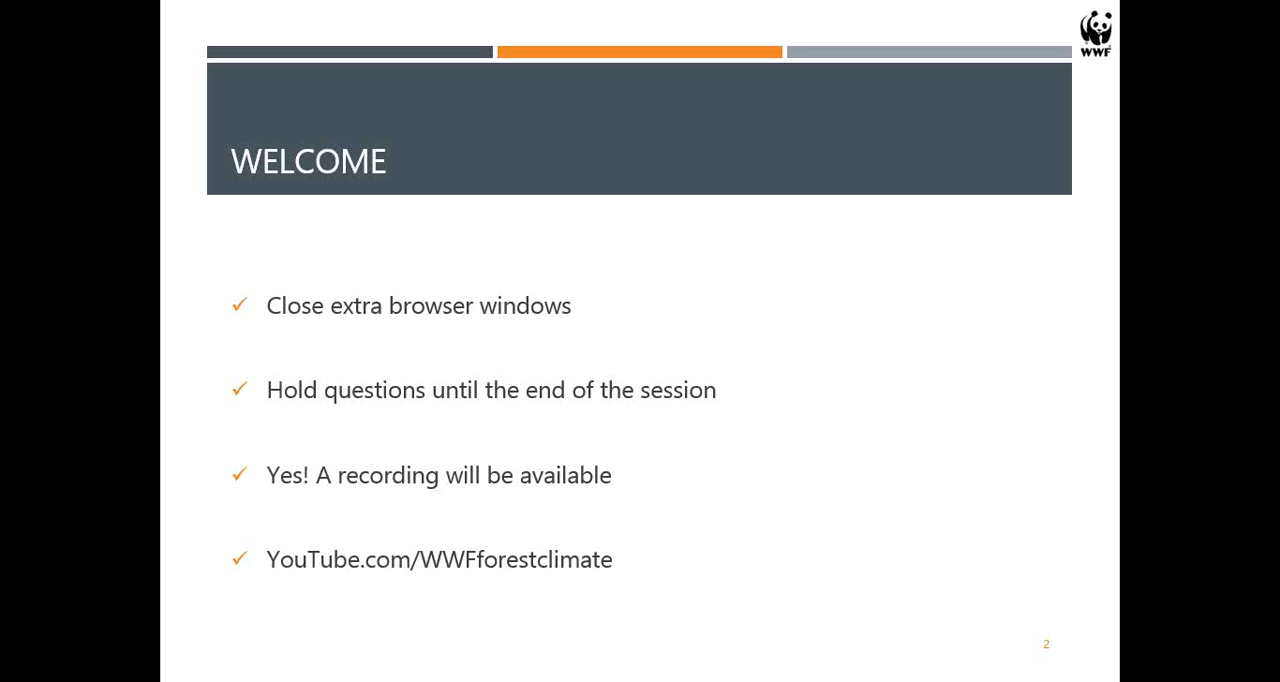 WWF
WELCOME
Close extra browser windows
Hold questions until the end of the session
Yes! A recording will be available
YouTube.com/WWFforestclimate
2